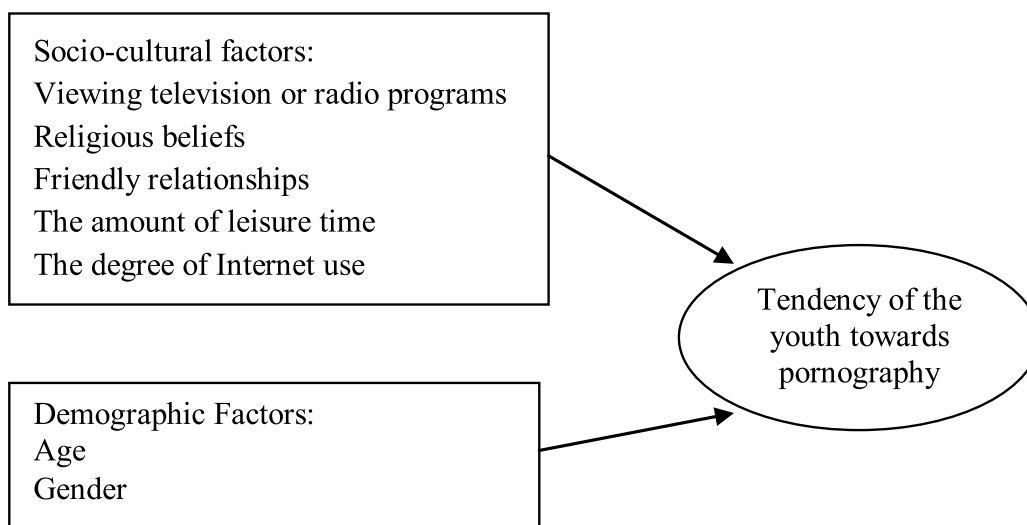 Socio-cultural factors:
Viewing television or radio programs
Religious beliefs
Friendly relationships
The amount of leisure time
The degree of Internet use
Tendency of the
youth towards
pornography
Demographic Factors:
Age
Gender